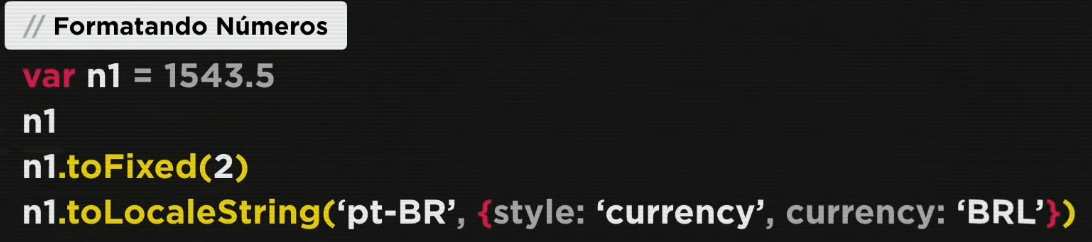 // Formatando Números
var n1 = 1543.5
n1
n1.toFixed(2)
n1.toLocaleString(‘pt-BR’, {style: ‘currency’, currency: ‘BRL’})